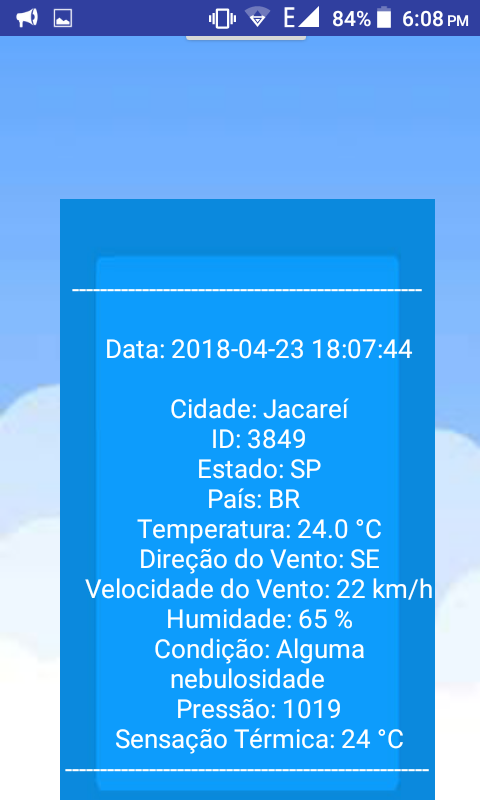 E 84% 6:08 PM
Data: 2018-04-23 18:07:44
Cidade: Jacareí
ID: 3849
Estado: SP
País: BR
Temperatura: 24.0 °C
Direção do Vento: SE
Velocidade do Vento: 22 km/h
Humidade: 65 %
Condição: Alguma
nebulosidade
Pressão: 1019
Sensação Térmica: 24 °C